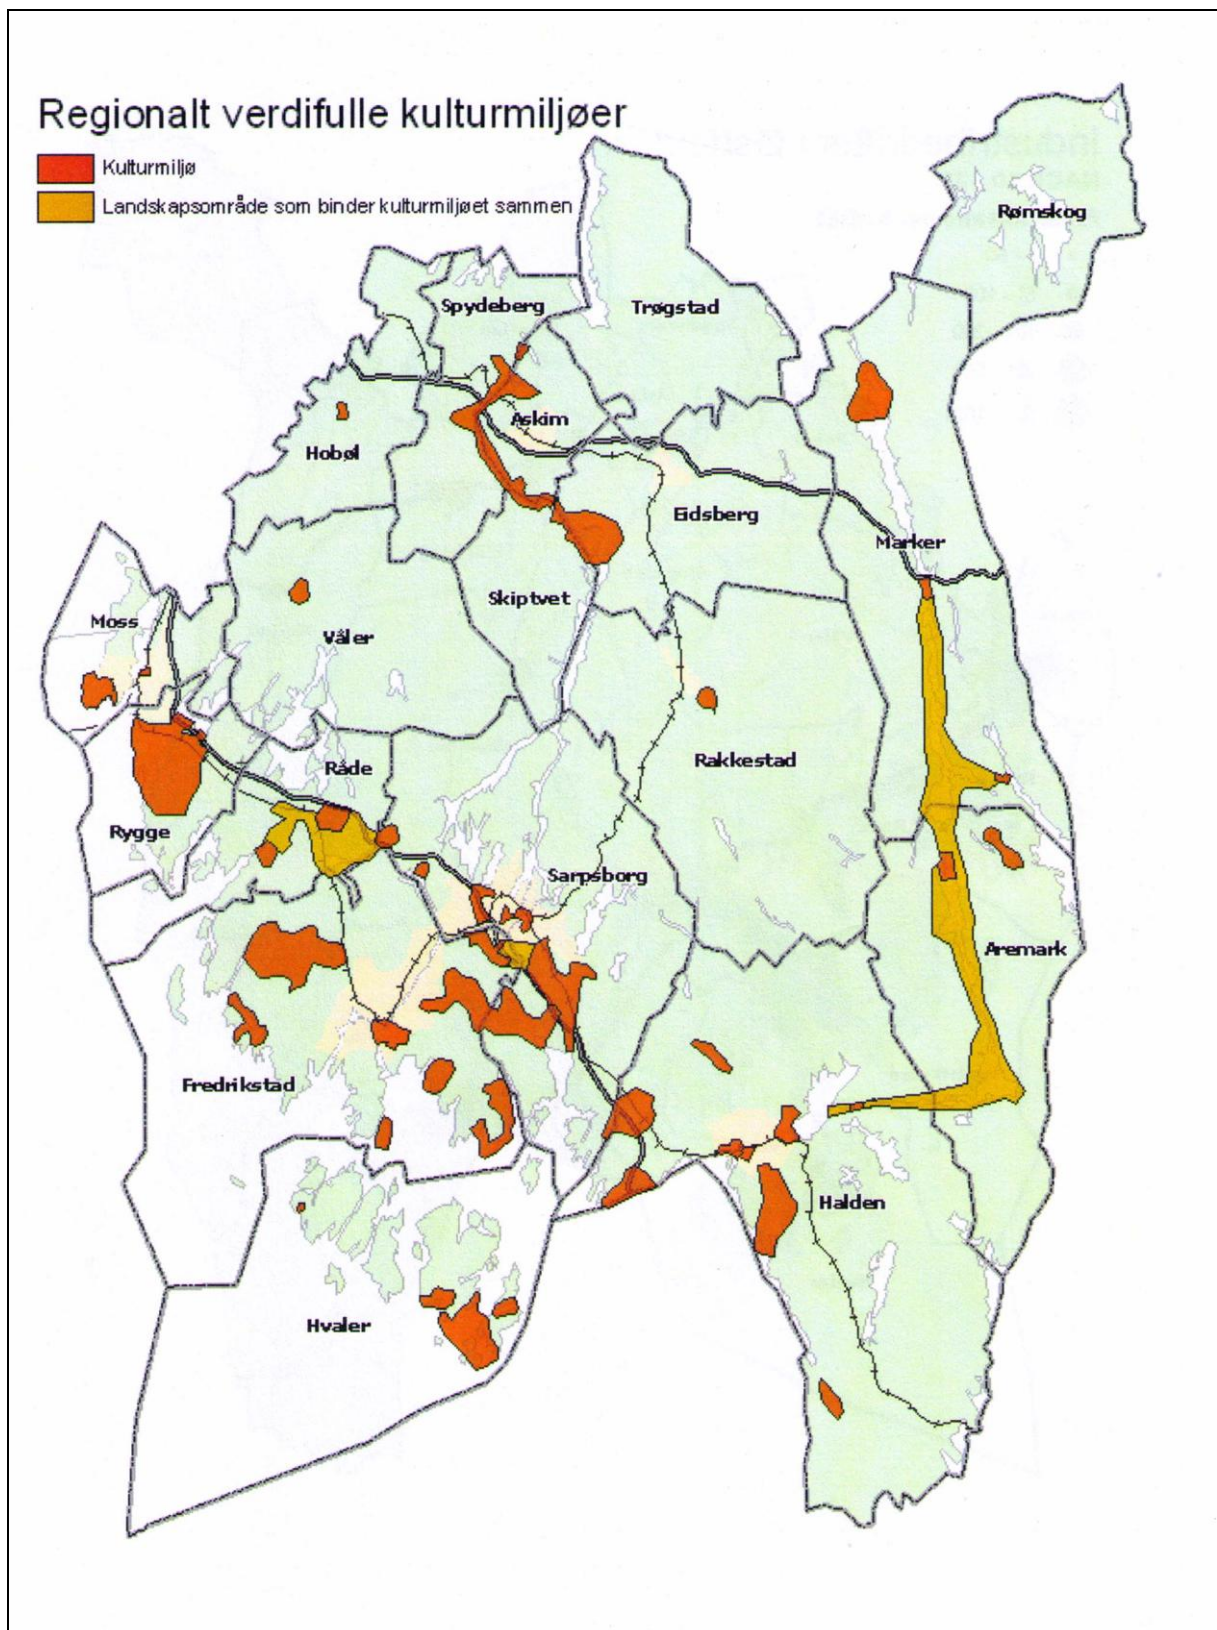 Regionalt verdifulle kulturmiljøer
Kulturmiljø
Landskapsområde som binder kulturmiljøet sammen
Rømskog
Spydeberg
Trøgstad
Askim
Hobøl
Eidsberg
Marker
Skiptvet
Moss
Våler
Rakkestad
Råde
Rygge
Sarpsborg
Aremark
Fredrikstad
Halden
Hvaler